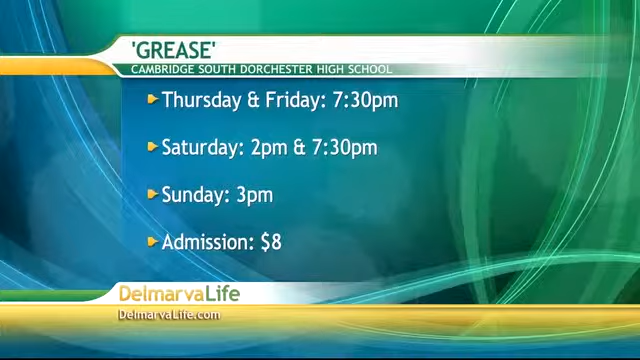 'GREASE'
CAMBRIDGE SOUTH DORCHESTER HIGH SCHOOL
Thursday & Friday: 7:30pm
Saturday: 2pm & 7:30pm
Sunday: 3pm
Admission: $8
DelmarvaLife
DelmarvaLife.com